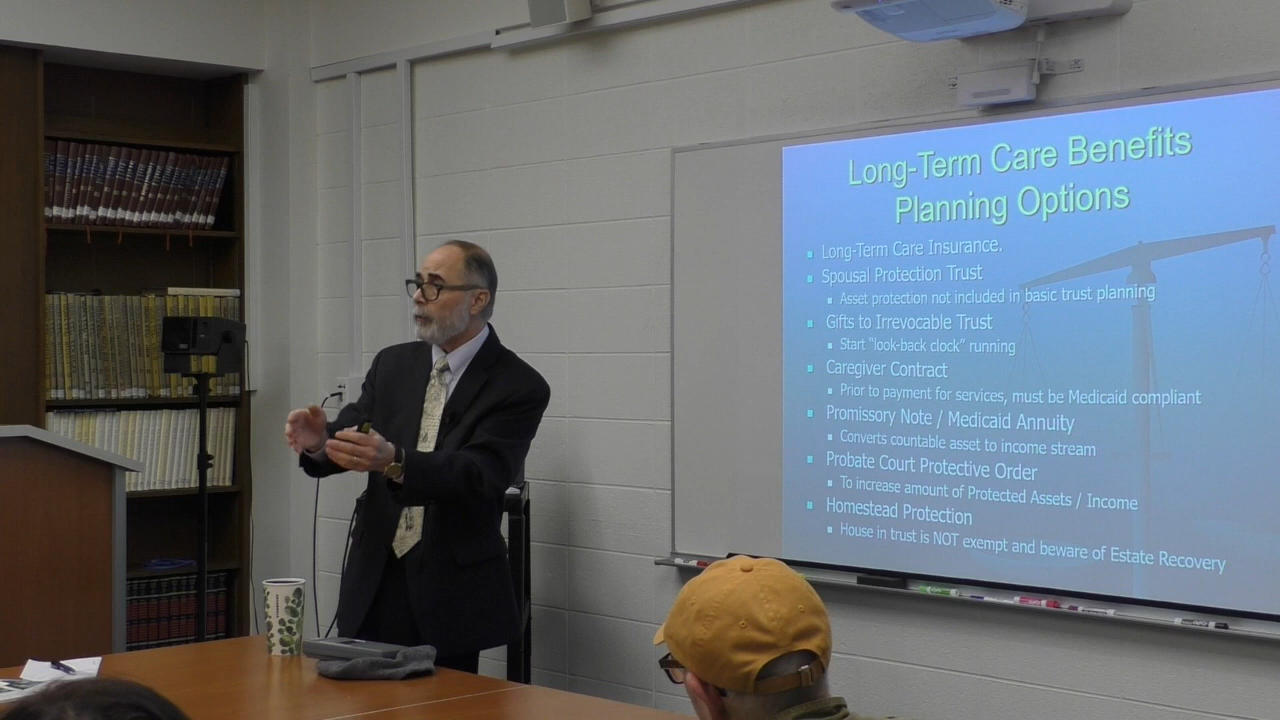 Long-Term Care Benefits
Planning Options
Long-Term Care Insurance.
Spousal Protection Trust
Asset protection not included in basic trust planning
Gifts to Irrevocable Trust
Start "look-back clock" running
Caregiver Contract
Prior to payment for services, must be Medicaid compliant
Promissory Note / Medicaid Annuity
Converts countable asset to income stream
Probate Court Protective Order
To increase amount of Protected Assets / Income
Homestead Protection
House in trust is NOT exempt and beware of Estate Recovery